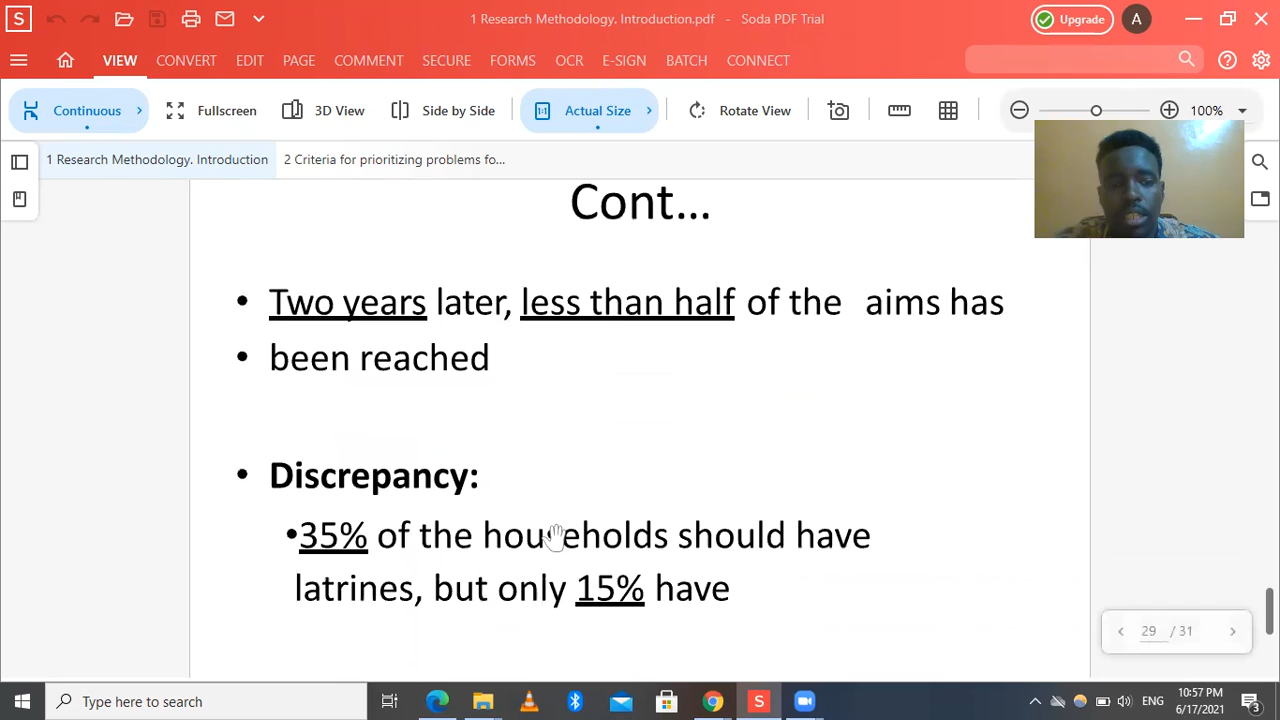 S
1 Research Methodology. Introduction.pdf - Soda PDF Trial
Upgrade
A
VIEW CONVERT EDIT PAGE COMMENT SECURE FORMS OCR E-SIGN BATCH CONNECT
Continuous Fullscreen 3D View Side by Side 1:1 Actual Size Rotate View 100%
1 Research Methodology. Introduction 2 Criteria for prioritizing problems fo...
Cont...
• Two years later, less than half of the aims has
• been reached
• Discrepancy:
•35% of the households should have
latrines, but only 15% have
29 / 31
Type here to search
S
ENG
10:57 PM
6/17/2021
3